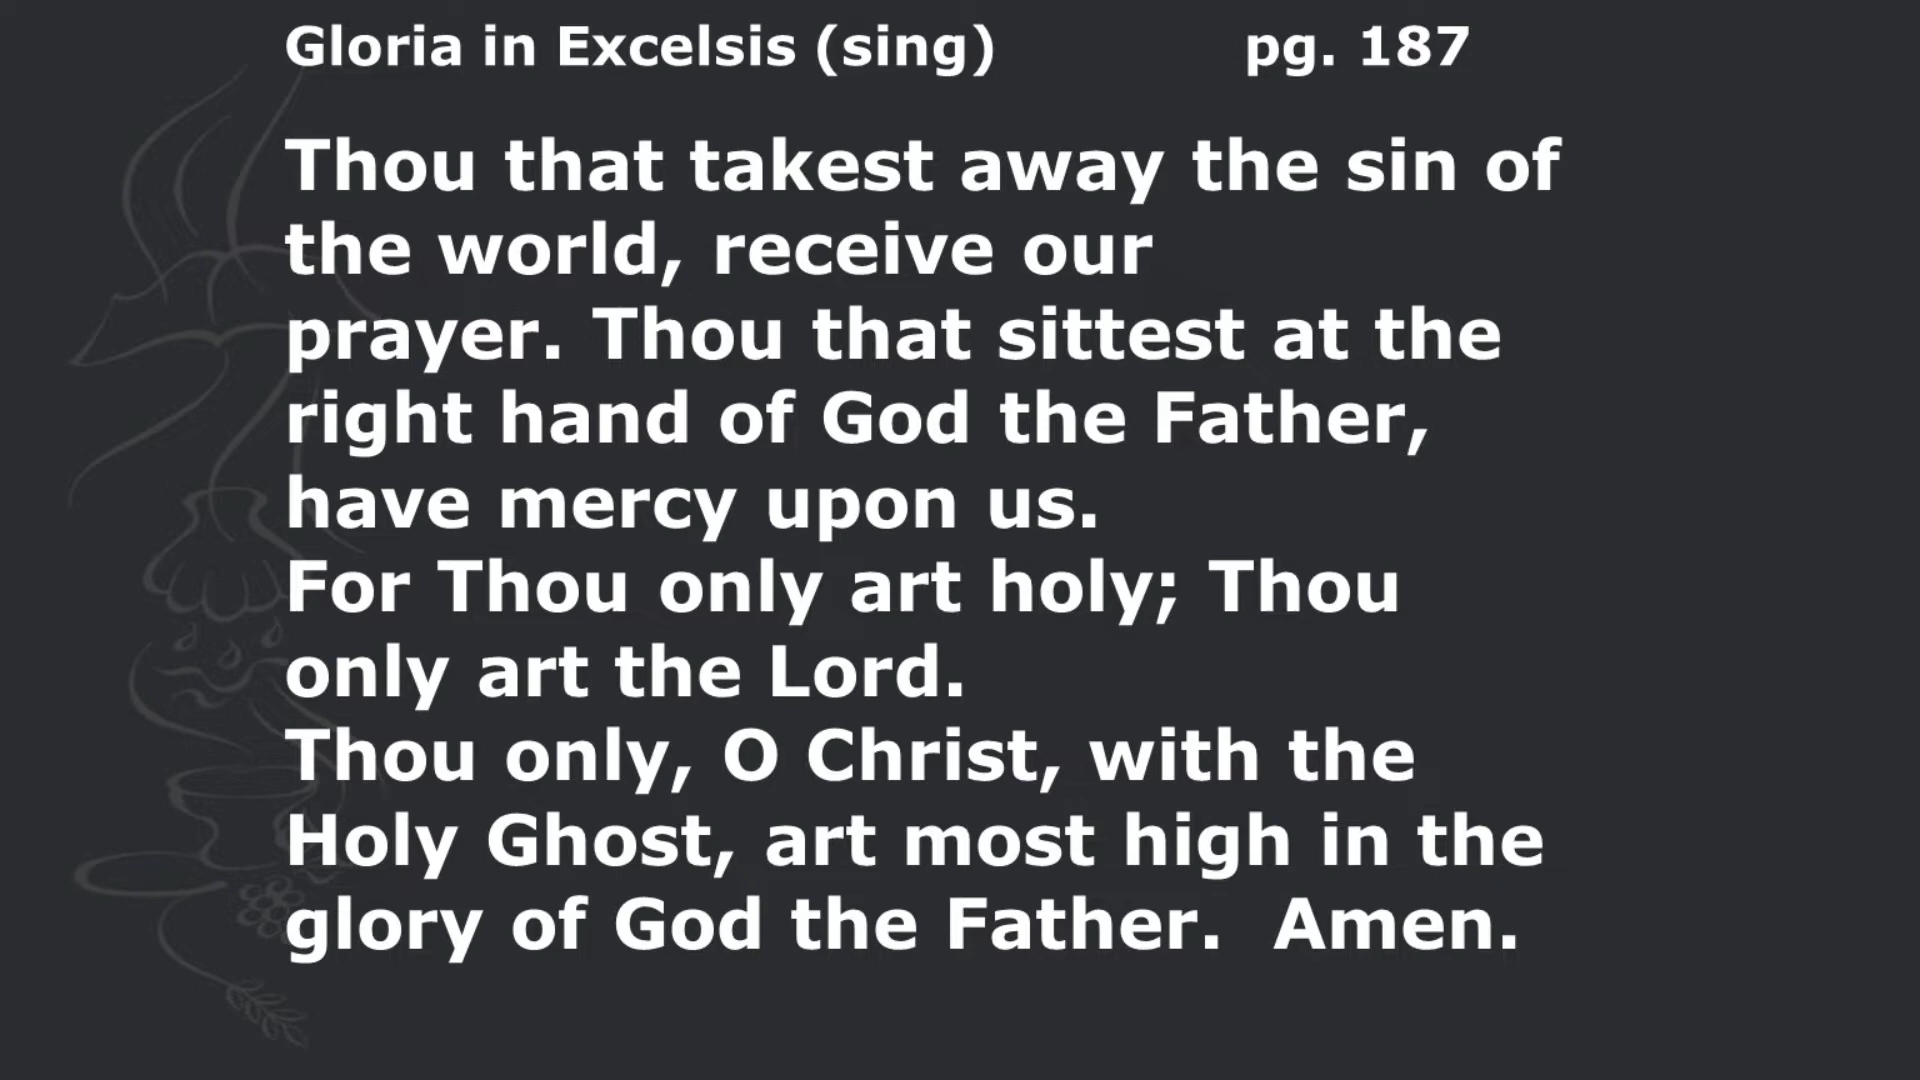 Gloria in Excelsis (sing) pg. 187
Thou that takest away the sin of
the world, receive our
prayer. Thou that sittest at the
right hand of God the Father,
have mercy upon us.
For Thou only art holy; Thou
only art the Lord.
Thou only, O Christ, with the
Holy Ghost, art most high in the
glory of God the Father.  Amen.